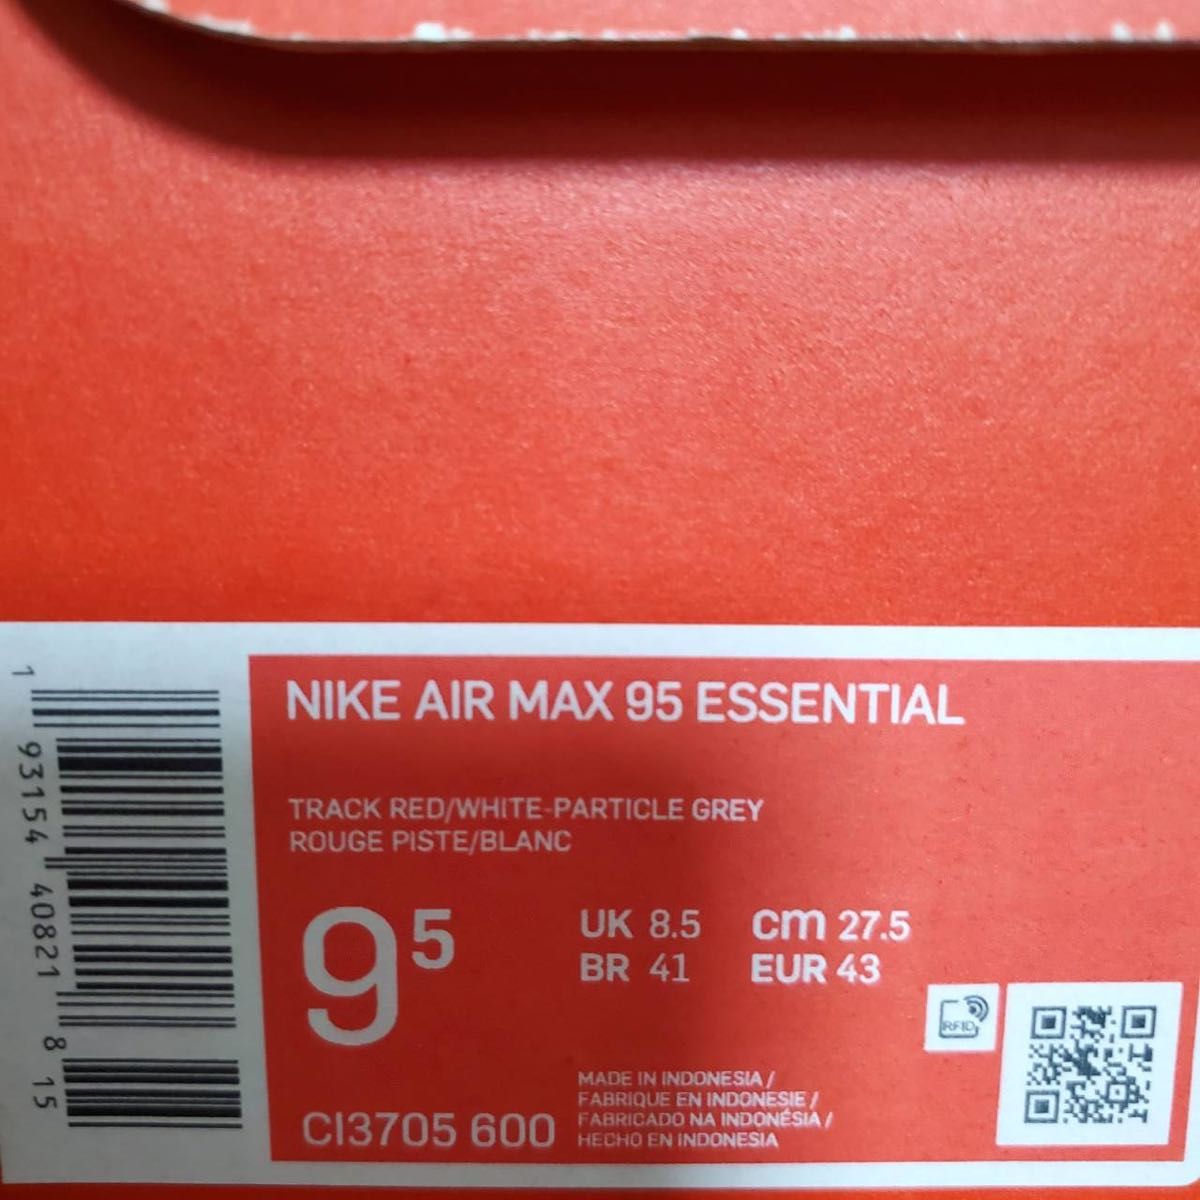 NIKE AIR MAX 95 ESSENTIAL
TRACK RED/WHITE-PARTICLE GREY
ROUGE PISTE/BLANC
9⁵
UK 8.5 cm 27.5
BR 41 EUR 43
RFID
CI3705 600
MADE IN INDONESIA /
FABRIQUE EN INDONESIE /
FABRICADO NA INDONÉSIA /
HECHO EN INDONESIA
1 93154 40821 8 15